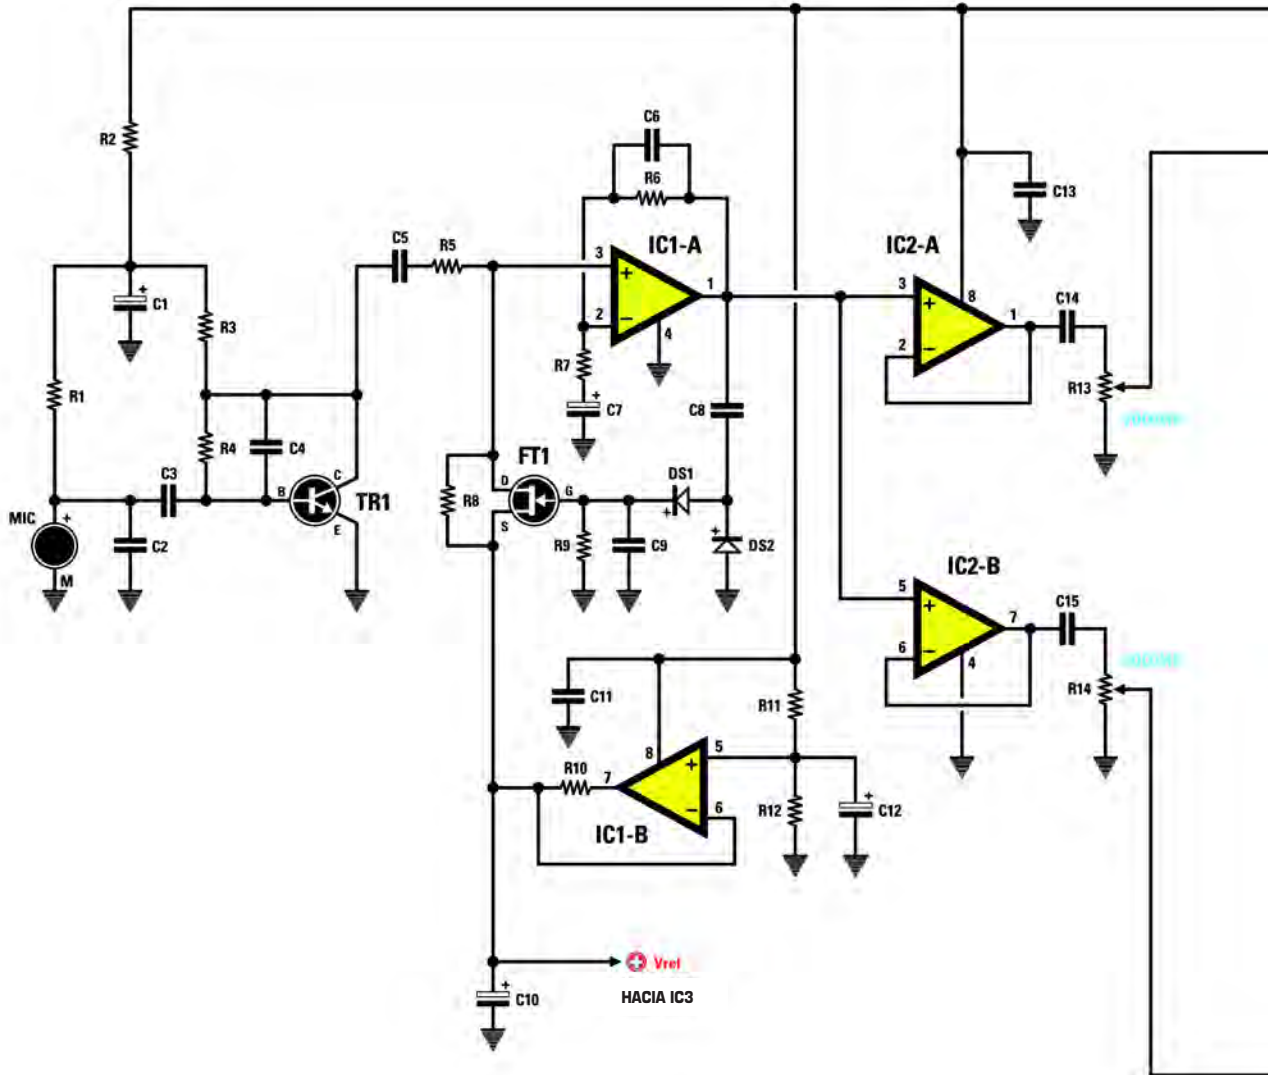 C6
R2
R6
C13
C5
R5
IC1-A
IC2-A
3
+
1
2
−
4
3
+
8
1
2
−
C14
+
C1
R3
R7
+
C7
R1
R13
R4
C4
C8
FT1
C3
B
C
E
TR1
D
G
S
R8
DS1
+
MIC
+
M
C2
R9
C9
+
DS2
IC2-B
5
+
7
6
−
4
C15
R14
C11
R11
8
5
+
R10
7
−
6
IC1-B
R12
+
C12
Vref
HACIA IC3
+
C10